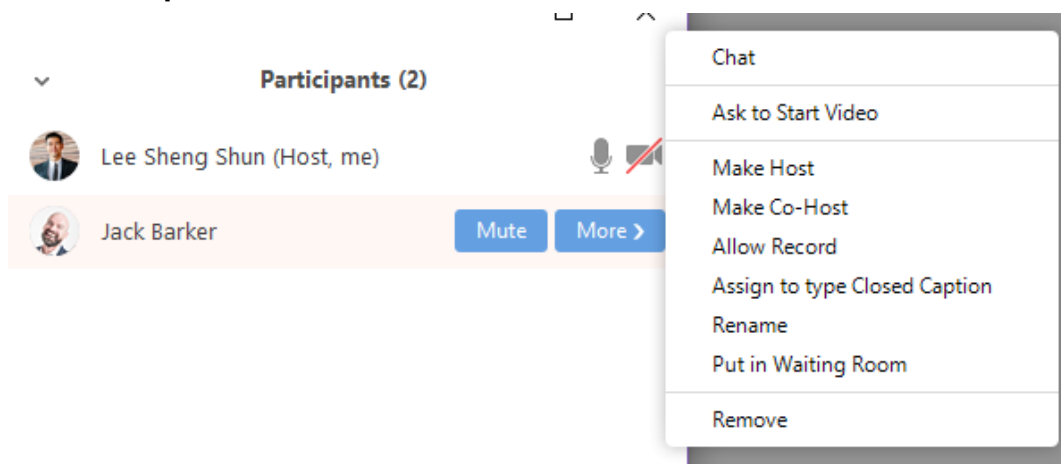 Participants (2)
Lee Sheng Shun (Host, me)
Jack Barker
Mute
More
Chat
Ask to Start Video
Make Host
Make Co-Host
Allow Record
Assign to type Closed Caption
Rename
Put in Waiting Room
Remove